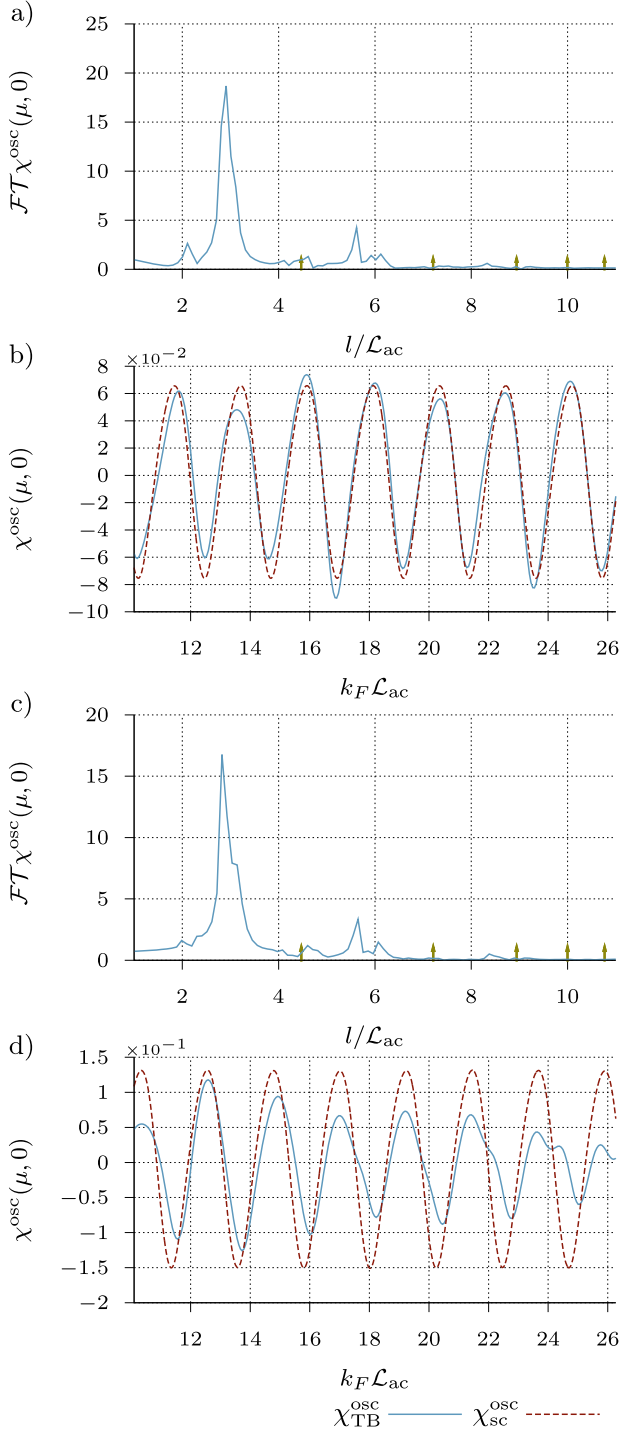 a)
25
20
15
10
5
0
ℱ𝒯χ^osc(μ, 0)
2 4 6 8 10
l/ℒ_ac
b)
×10^−2
8
6
4
2
0
−2
−4
−6
−8
−10
χ^osc(μ, 0)
12 14 16 18 20 22 24 26
k_F ℒ_ac
c)
20
15
10
5
0
ℱ𝒯χ^osc(μ, 0)
2 4 6 8 10
l/ℒ_ac
d)
×10^−1
1.5
1
0.5
0
−0.5
−1
−1.5
−2
χ^osc(μ, 0)
12 14 16 18 20 22 24 26
k_F ℒ_ac
χ^osc_TB χ^osc_sc